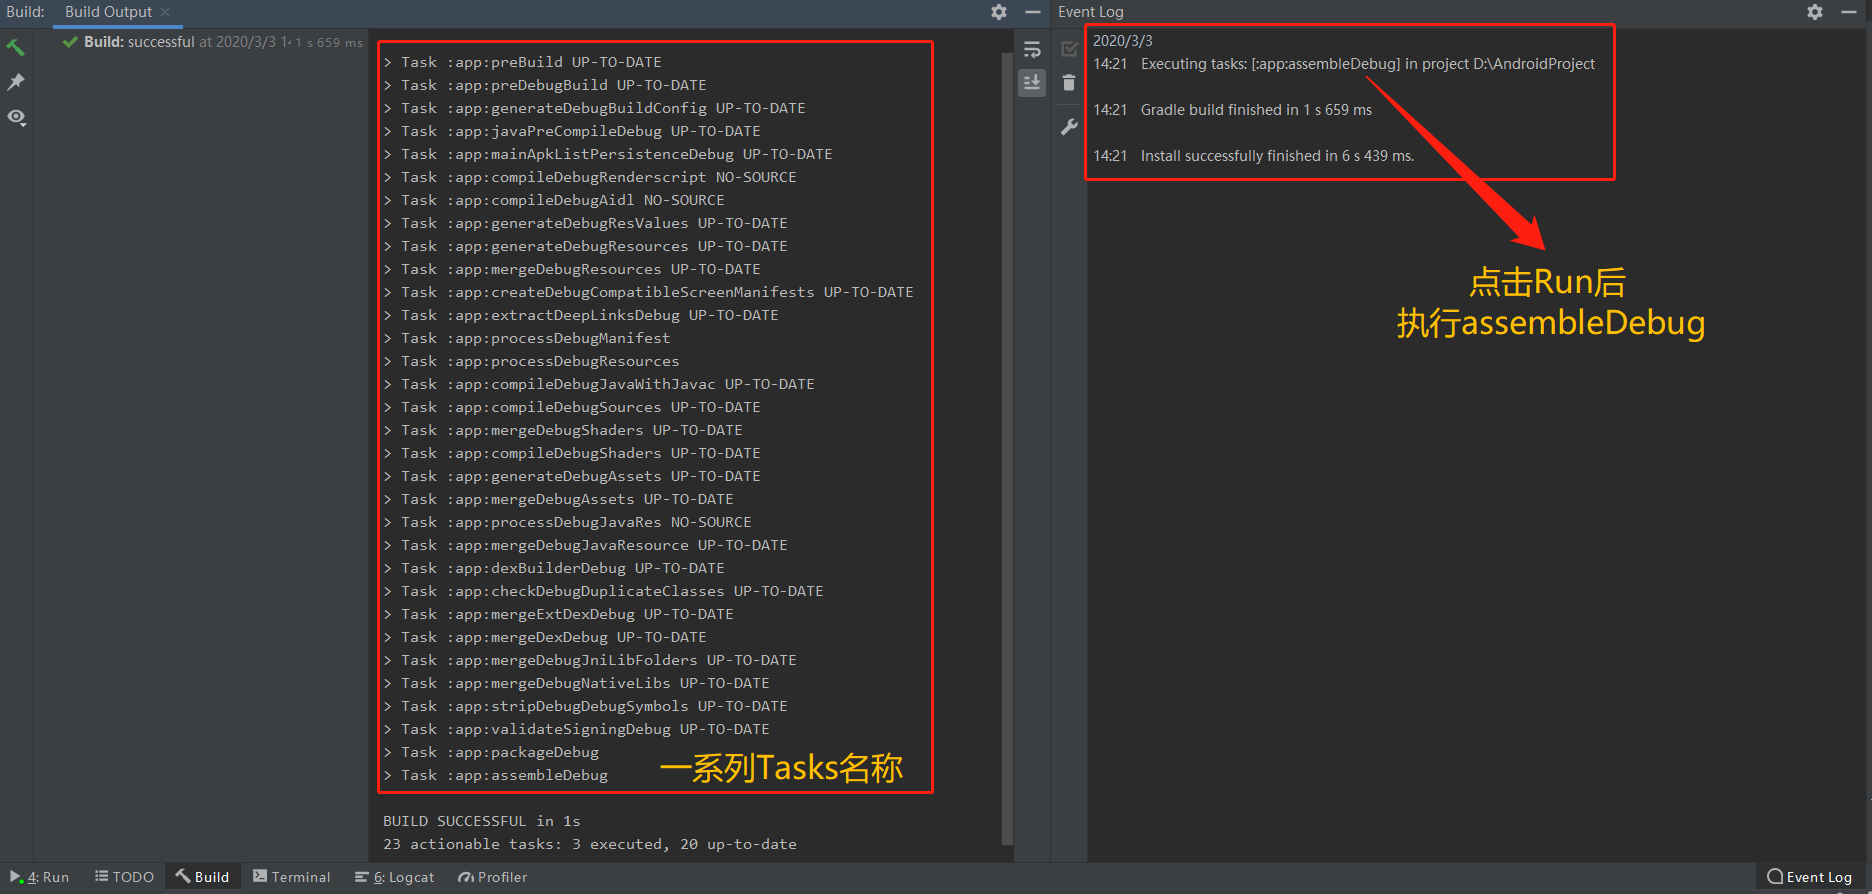 Build:
Build Output
Build: successful at 2020/3/3 1 1 s 659 ms
> Task :app:preBuild UP-TO-DATE
> Task :app:preDebugBuild UP-TO-DATE
> Task :app:generateDebugBuildConfig UP-TO-DATE
> Task :app:javaPreCompileDebug UP-TO-DATE
> Task :app:mainApkListPersistenceDebug UP-TO-DATE
> Task :app:compileDebugRenderscript NO-SOURCE
> Task :app:compileDebugAidl NO-SOURCE
> Task :app:generateDebugResValues UP-TO-DATE
> Task :app:generateDebugResources UP-TO-DATE
> Task :app:mergeDebugResources UP-TO-DATE
> Task :app:createDebugCompatibleScreenManifests UP-TO-DATE
> Task :app:extractDeepLinksDebug UP-TO-DATE
> Task :app:processDebugManifest
> Task :app:processDebugResources
> Task :app:compileDebugJavaWithJavac UP-TO-DATE
> Task :app:compileDebugSources UP-TO-DATE
> Task :app:mergeDebugShaders UP-TO-DATE
> Task :app:compileDebugShaders UP-TO-DATE
> Task :app:generateDebugAssets UP-TO-DATE
> Task :app:mergeDebugAssets UP-TO-DATE
> Task :app:processDebugJavaRes NO-SOURCE
> Task :app:mergeDebugJavaResource UP-TO-DATE
> Task :app:dexBuilderDebug UP-TO-DATE
> Task :app:checkDebugDuplicateClasses UP-TO-DATE
> Task :app:mergeExtDexDebug UP-TO-DATE
> Task :app:mergeDexDebug UP-TO-DATE
> Task :app:mergeDebugJniLibFolders UP-TO-DATE
> Task :app:mergeDebugNativeLibs UP-TO-DATE
> Task :app:stripDebugDebugSymbols UP-TO-DATE
> Task :app:validateSigningDebug UP-TO-DATE
> Task :app:packageDebug
> Task :app:assembleDebug
一系列Tasks名称
BUILD SUCCESSFUL in 1s
23 actionable tasks: 3 executed, 20 up-to-date
Event Log
2020/3/3
14:21 Executing tasks: [:app:assembleDebug] in project D:\AndroidProject
14:21 Gradle build finished in 1 s 659 ms
14:21 Install successfully finished in 6 s 439 ms.
点击Run后
执行assembleDebug
4: Run
TODO
Build
Terminal
6: Logcat
Profiler
Event Log